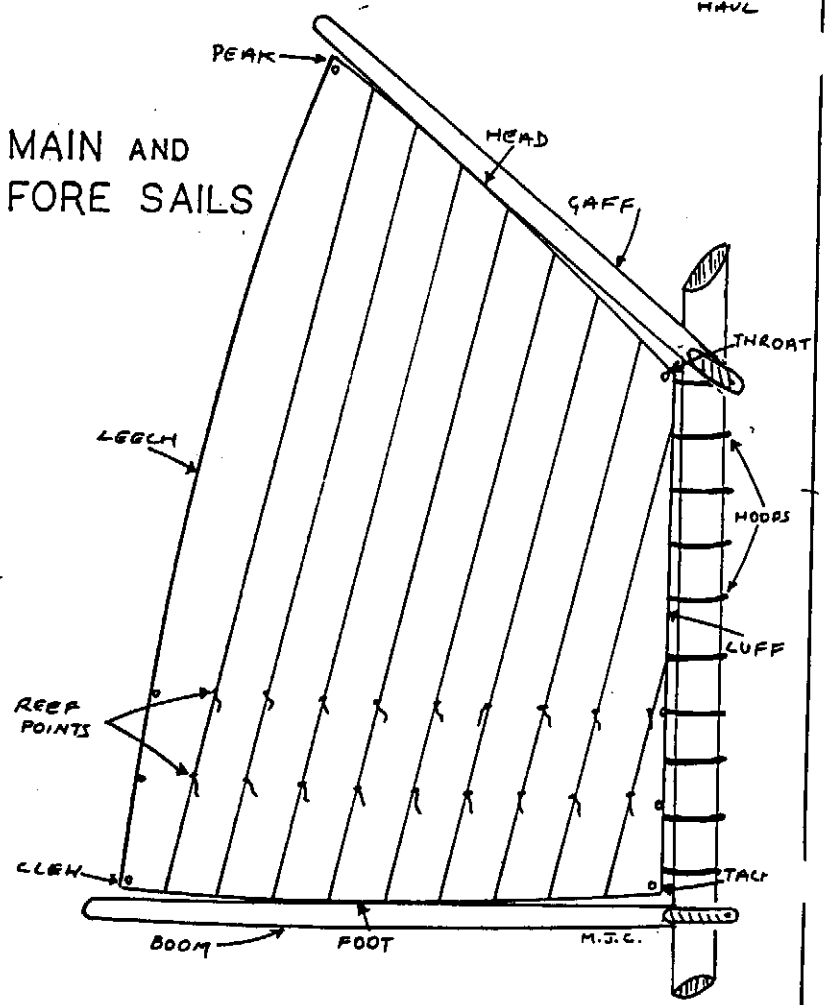 HAUL
PEAK
MAIN AND
FORE SAILS
HEAD
GAFF
THROAT
LEECH
HOOPS
LUFF
REEF
POINTS
CLEW
TACK
BOOM
FOOT
M.J.C.